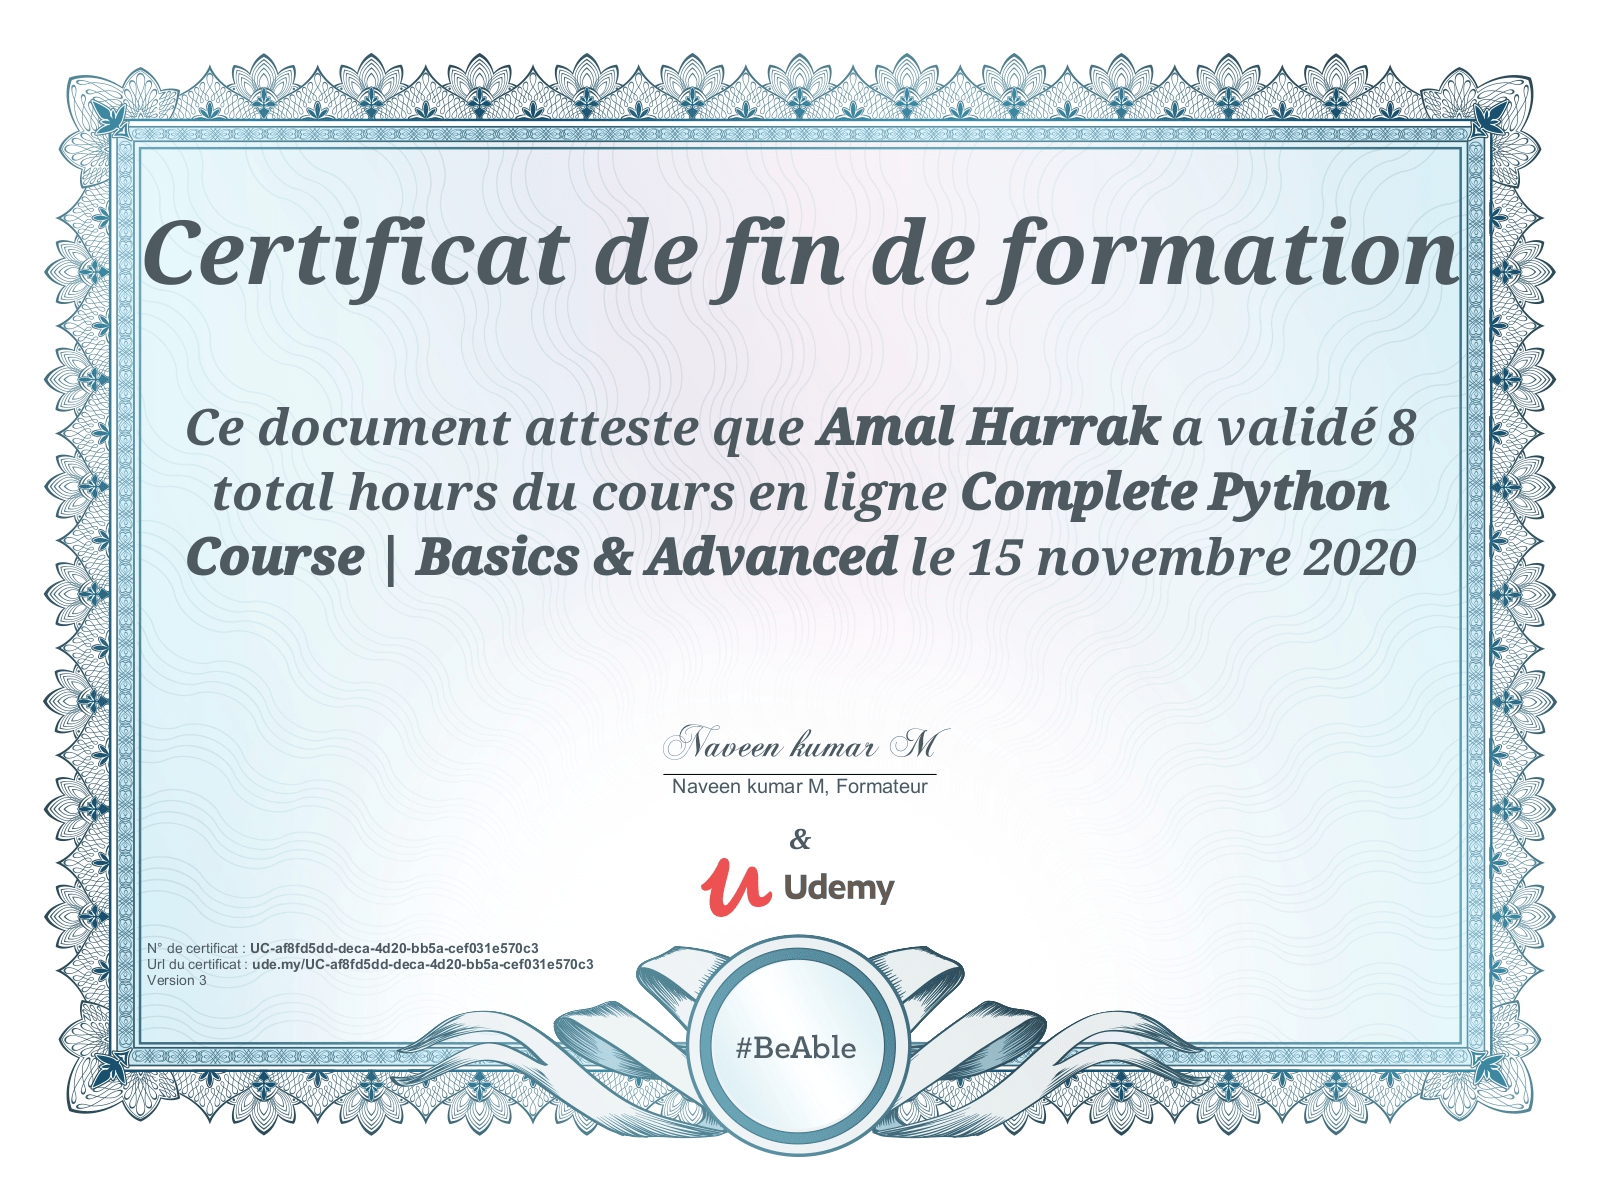 Certificat de fin de formation
Ce document atteste que Amal Harrak a validé 8
total hours du cours en ligne Complete Python
Course | Basics & Advanced le 15 novembre 2020
Naveen kumar M
Naveen kumar M, Formateur
&
Udemy
N° de certificat : UC-af8fd5dd-deca-4d20-bb5a-cef031e570c3
Url du certificat : ude.my/UC-af8fd5dd-deca-4d20-bb5a-cef031e570c3
Version 3
#BeAble